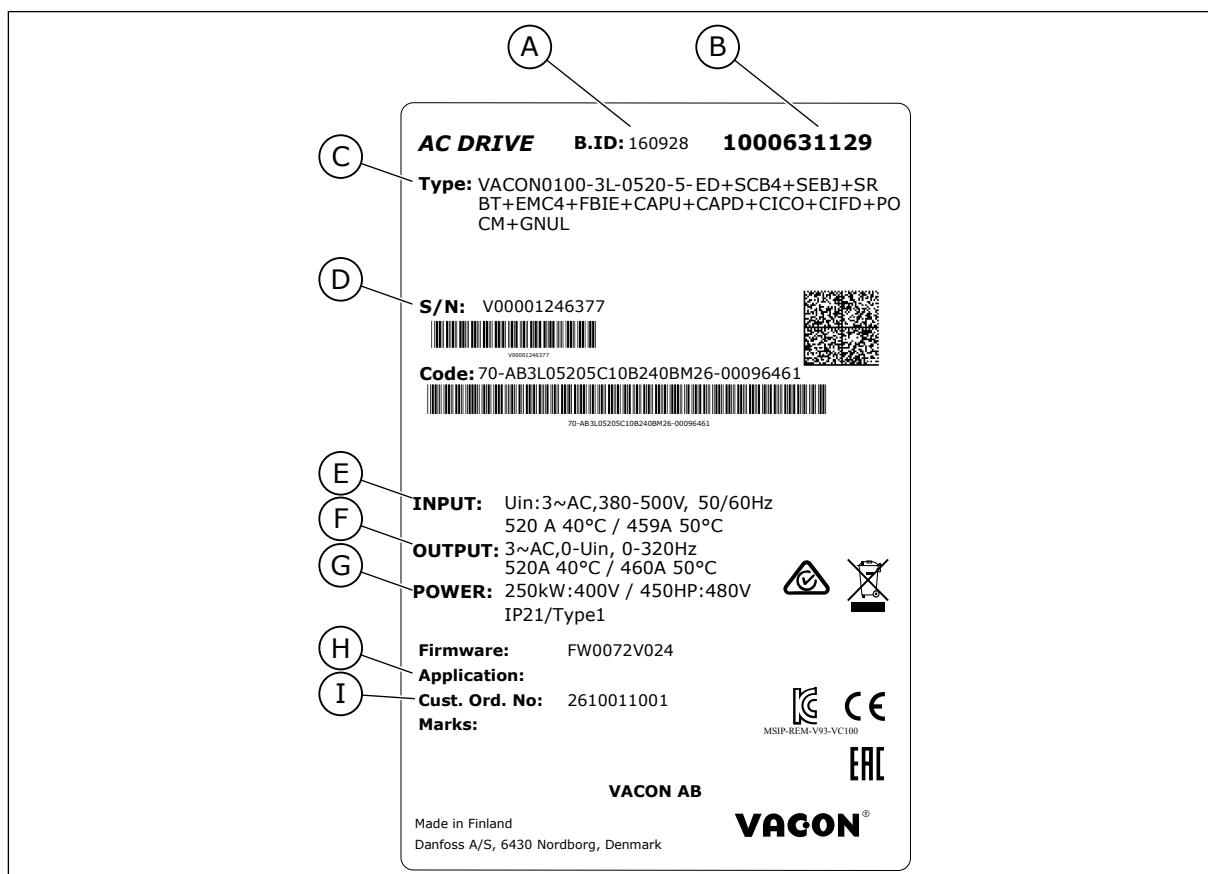 A
B
C
D
E
F
G
H
I
AC DRIVE B.ID: 160928 1000631129
Type: VACON0100-3L-0520-5-ED+SCB4+SEBJ+SR
BT+EMC4+FBIE+CAPU+CAPD+CICO+CIFD+PO
CM+GNUL
S/N: V00001246377
V00001246377
Code: 70-AB3L05205C10B240BM26-00096461
70-AB3L05205C10B240BM26-00096461
INPUT: Uin:3~AC,380-500V, 50/60Hz
520 A 40°C / 459A 50°C
OUTPUT: 3~AC,0-Uin, 0-320Hz
520A 40°C / 460A 50°C
POWER: 250kW:400V / 450HP:480V
IP21/Type1
Firmware: FW0072V024
Application:
Cust. Ord. No: 2610011001
Marks:
MSIP-REM-V93-VC100
CE
EAC
VACON AB
Made in Finland
Danfoss A/S, 6430 Nordborg, Denmark
VACON®